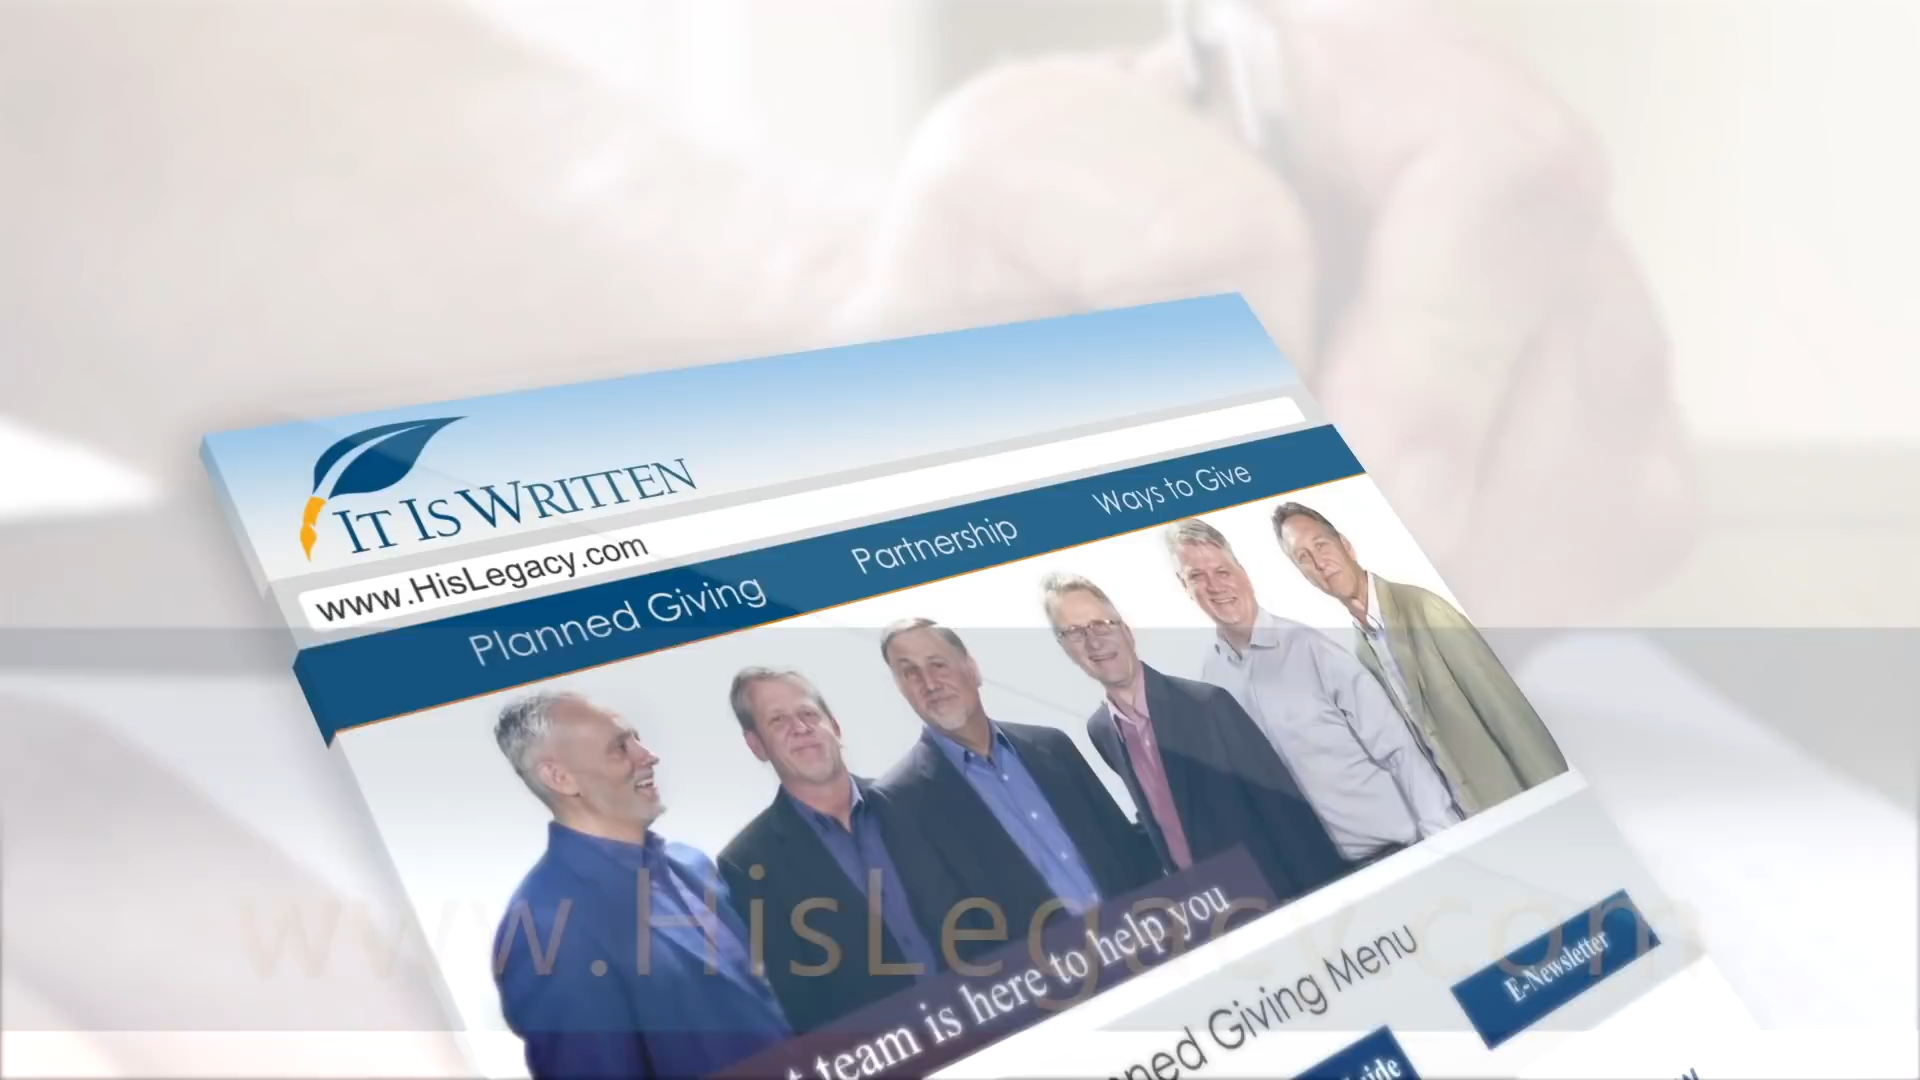 IT IS WRITTEN
www.HisLegacy.com
Planned Giving
Partnership
Ways to Give
team is here to help you
www.HisLegacy.com
Giving Menu
E-Newsletter